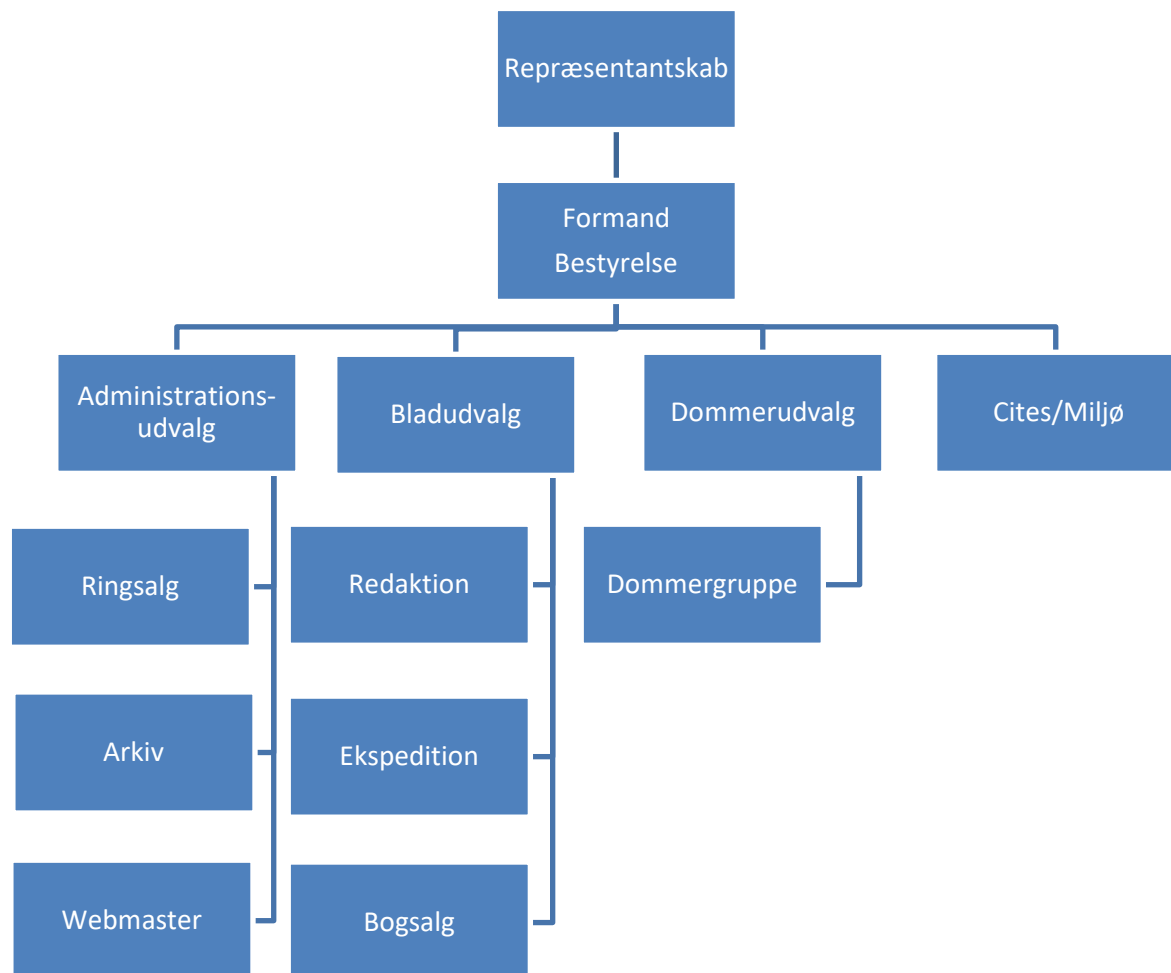 Repræsentantskab
Formand
Bestyrelse
Administrations-
udvalg
Bladudvalg
Dommerudvalg
Cites/Miljø
Ringsalg
Redaktion
Dommergruppe
Arkiv
Ekspedition
Webmaster
Bogsalg